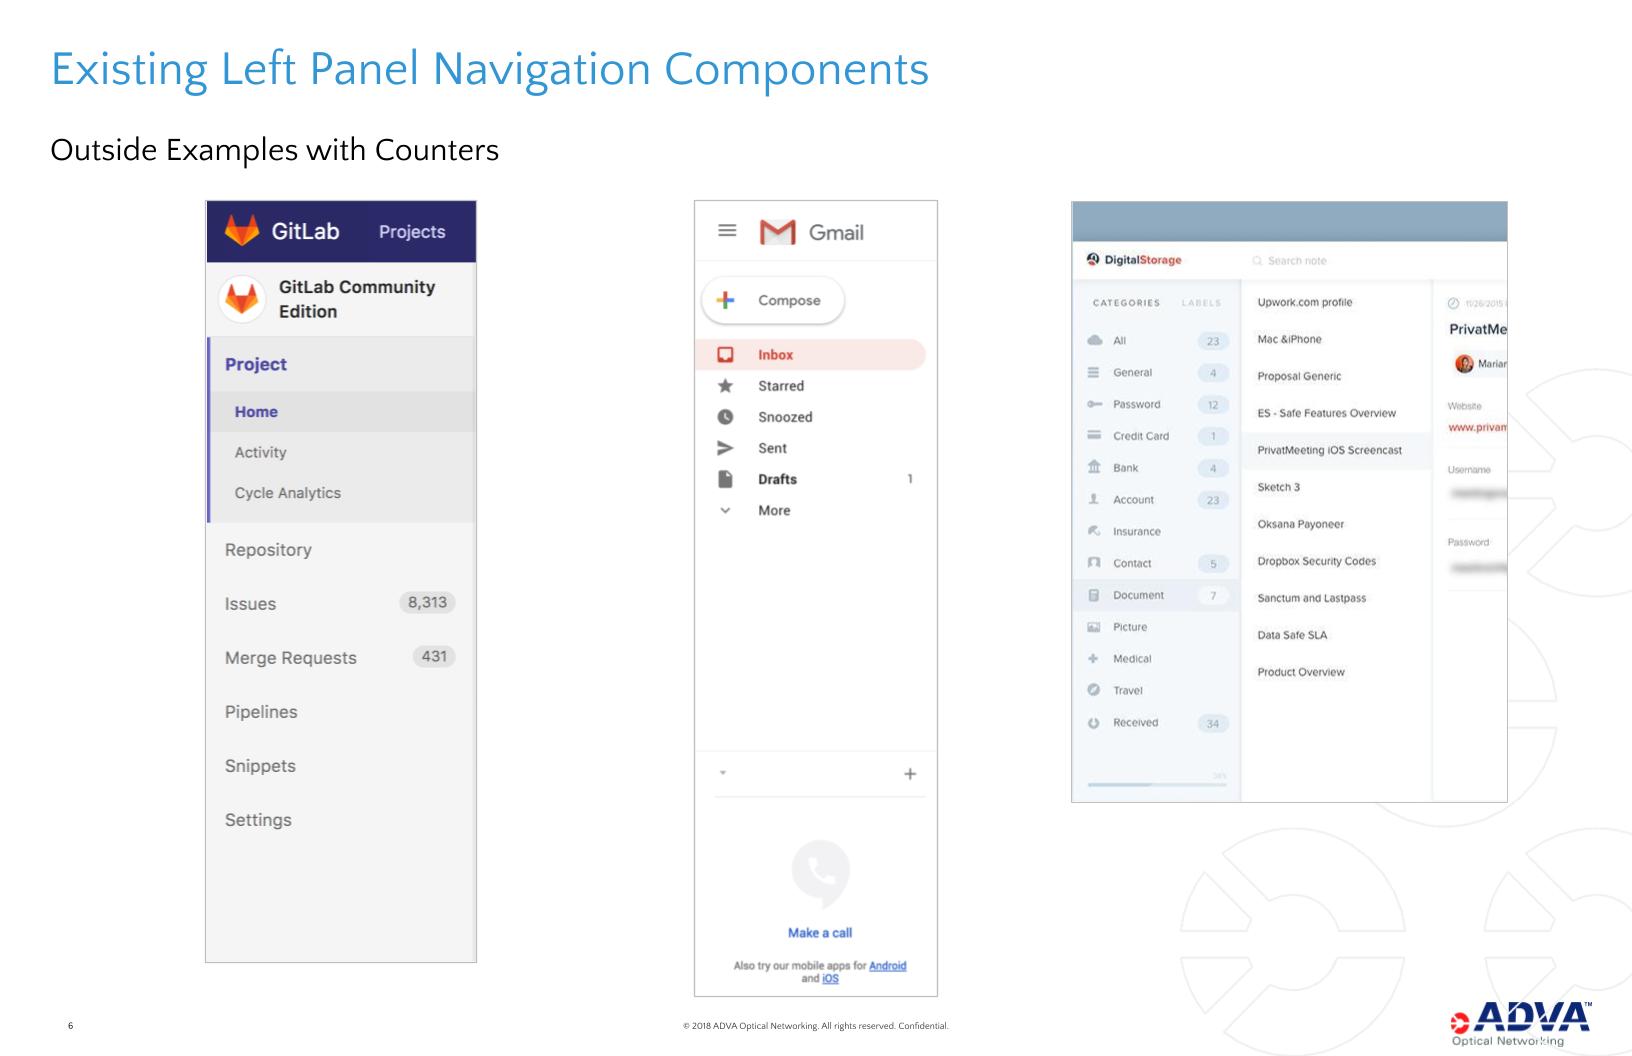 Existing Left Panel Navigation Components
Outside Examples with Counters
GitLab Projects
GitLab Community
Edition
Project
Home
Activity
Cycle Analytics
Repository
Issues 8,313
Merge Requests 431
Pipelines
Snippets
Settings
Gmail
Compose
Inbox
Starred
Snoozed
Sent
Drafts 1
More
Make a call
Also try our mobile apps for Android
and iOS
DigitalStorage Search note
CATEGORIES LABELS
All 23
General 4
Password 12
Credit Card 1
Bank 4
Account 23
Insurance
Contact 5
Document 7
Picture
Medical
Travel
Received 34
Upwork.com profile
Mac &iPhone
Proposal Generic
ES - Safe Features Overview
PrivatMeeting iOS Screencast
Sketch 3
Oksana Payoneer
Dropbox Security Codes
Sanctum and Lastpass
Data Safe SLA
Product Overview
11/26/2015
PrivatMe
Marian
Website
www.privam
Username
Password
6
© 2018 ADVA Optical Networking. All rights reserved. Confidential.
ADVA™
Optical Networking